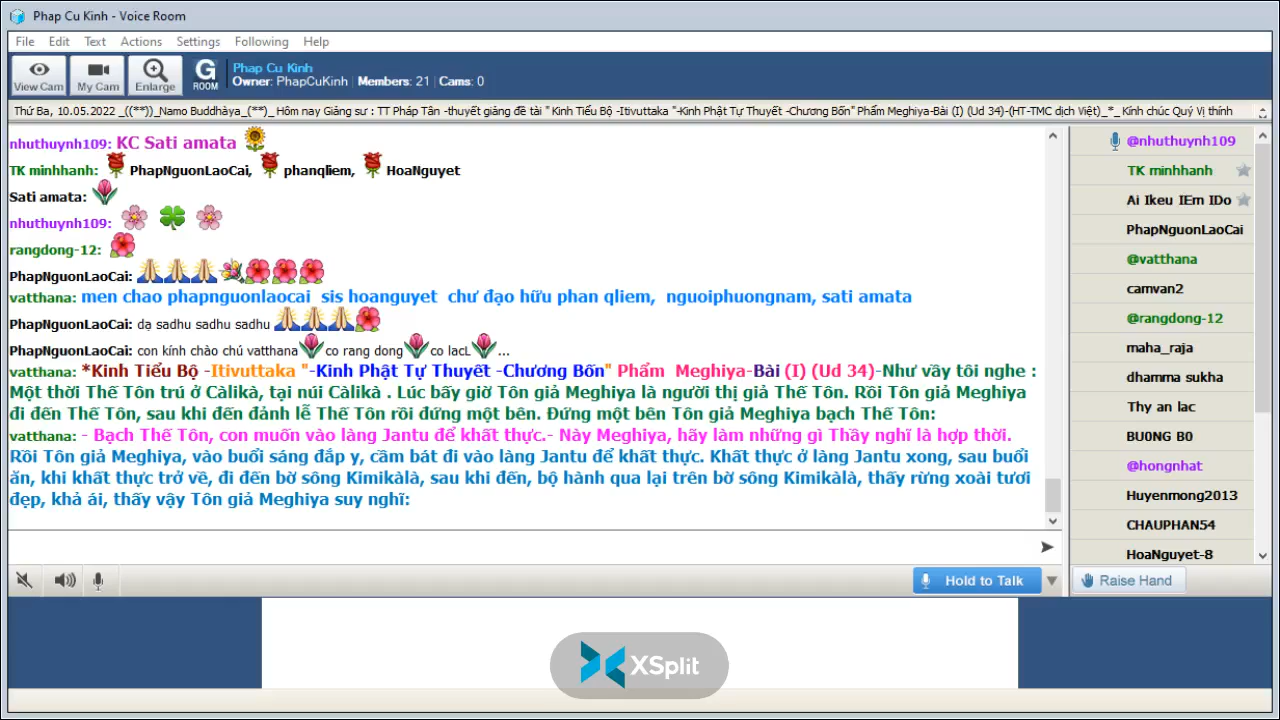 Phap Cu Kinh - Voice Room
File Edit Text Actions Settings Following Help
View Cam My Cam Enlarge G ROOM
Phap Cu Kinh
Owner: PhapCuKinh | Members: 21 | Cams: 0
Thứ Ba, 10.05.2022 _((**))_Namo Buddhàya_(**)_ Hôm nay Giảng sư : TT Pháp Tân -thuyết giảng đề tài " Kinh Tiểu Bộ -Itivuttaka "-Kinh Phật Tự Thuyết -Chương Bốn" Phẩm Meghiya-Bài (I) (Ud 34)-(HT-TMC dịch Việt)_*_ Kính chúc Quý Vị thính
nhuthuynh109: KC Sati amata
TK minhhanh: PhapNguonLaoCai, phanqliem, HoaNguyet
Sati amata:
nhuthuynh109:
rangdong-12:
PhapNguonLaoCai:
vatthana: men chao phapnguonlaocai sis hoanguyet chư đạo hữu phan qliem, nguoiphuongnam, sati amata
PhapNguonLaoCai: dạ sadhu sadhu sadhu
PhapNguonLaoCai: con kính chào chú vatthana co rang dong co lacL ...
vatthana: *Kinh Tiểu Bộ -Itivuttaka "-Kinh Phật Tự Thuyết -Chương Bốn" Phẩm Meghiya-Bài (I) (Ud 34)-Như vầy tôi nghe :
Một thời Thế Tôn trú ở Càlikà, tại núi Càlikà . Lúc bấy giờ Tôn giả Meghiya là người thị giả Thế Tôn. Rồi Tôn giả Meghiya
đi đến Thế Tôn, sau khi đến đảnh lễ Thế Tôn rồi đứng một bên. Đứng một bên Tôn giả Meghiya bạch Thế Tôn:
vatthana: - Bạch Thế Tôn, con muốn vào làng Jantu để khất thực.- Này Meghiya, hãy làm những gì Thầy nghĩ là hợp thời.
Rồi Tôn giả Meghiya, vào buổi sáng đắp y, cầm bát đi vào làng Jantu để khất thực. Khất thực ở làng Jantu xong, sau buổi
ăn, khi khất thực trở về, đi đến bờ sông Kimikàlà, sau khi đến, bộ hành qua lại trên bờ sông Kimikàlà, thấy rừng xoài tươi
đẹp, khả ái, thấy vậy Tôn giả Meghiya suy nghĩ:
Hold to Talk
@nhuthuynh109
TK minhhanh
Ai Ikeu IEm IDo
PhapNguonLaoCai
@vatthana
camvan2
@rangdong-12
maha_raja
dhamma sukha
Thy an lac
BU0NG B0
@hongnhat
Huyenmong2013
CHAUPHAN54
HoaNguyet-8
Raise Hand
XSplit